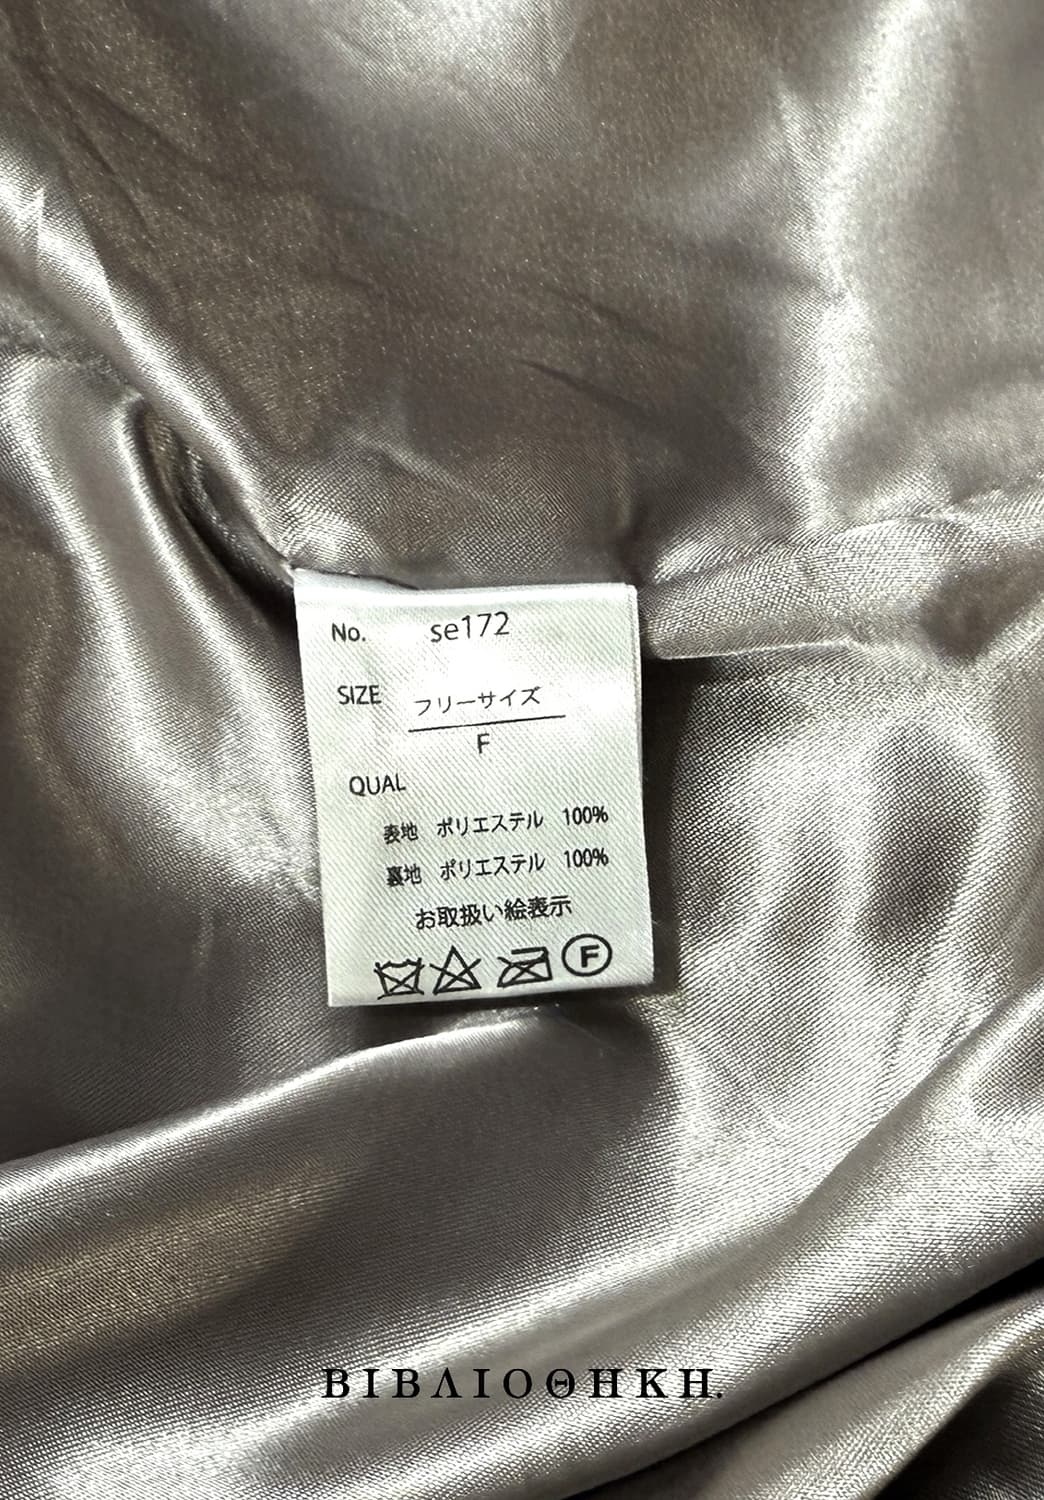 No. se172
SIZE フリーサイズ
F
QUAL
表地 ポリエステル 100%
裏地 ポリエステル 100%
お取扱い絵表示
F
ΒΙΒΛΙΟΘΗΚΗ.